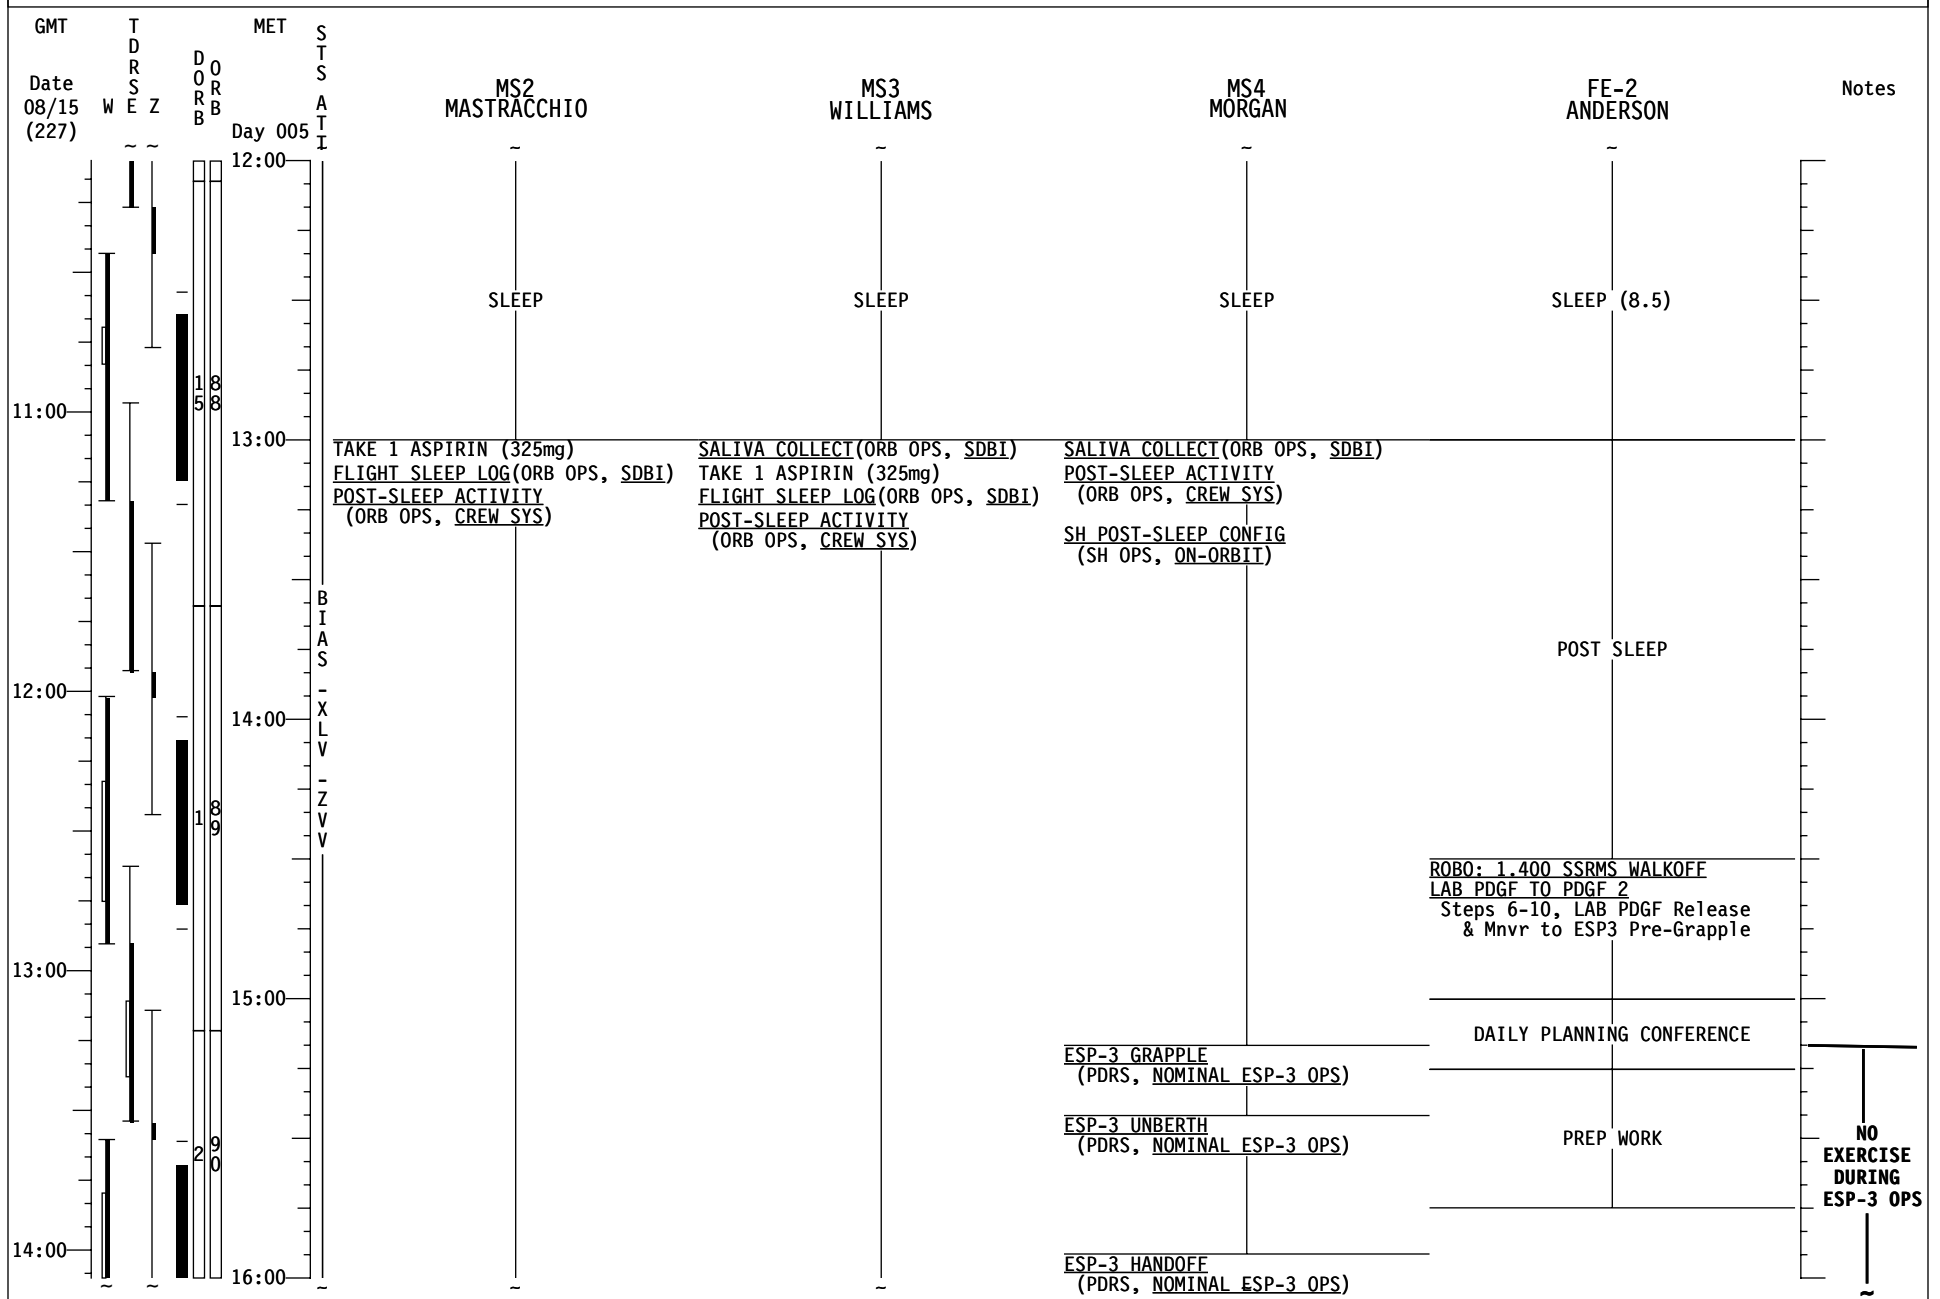 GMT
TDRS
MET
STS ATT
DORB
ORB
Date
08/15
(227)
W E Z
Day 005
MS2
MASTRACCHIO
MS3
WILLIAMS
MS4
MORGAN
FE-2
ANDERSON
Notes
~ ~ ~ ~ ~ ~
12:00
SLEEP
SLEEP
SLEEP
SLEEP (8.5)
15
88
11:00
13:00
TAKE 1 ASPIRIN (325mg)
FLIGHT SLEEP LOG(ORB OPS, SDBI)
POST-SLEEP ACTIVITY
(ORB OPS, CREW SYS)
SALIVA COLLECT(ORB OPS, SDBI)
TAKE 1 ASPIRIN (325mg)
FLIGHT SLEEP LOG(ORB OPS, SDBI)
POST-SLEEP ACTIVITY
(ORB OPS, CREW SYS)
SALIVA COLLECT(ORB OPS, SDBI)
POST-SLEEP ACTIVITY
(ORB OPS, CREW SYS)
SH POST-SLEEP CONFIG
(SH OPS, ON-ORBIT)
BIAS -XLV -ZVV
POST SLEEP
12:00
14:00
1
89
ROBO: 1.400 SSRMS WALKOFF
LAB PDGF TO PDGF 2
Steps 6-10, LAB PDGF Release
& Mnvr to ESP3 Pre-Grapple
13:00
15:00
DAILY PLANNING CONFERENCE
ESP-3 GRAPPLE
(PDRS, NOMINAL ESP-3 OPS)
ESP-3 UNBERTH
(PDRS, NOMINAL ESP-3 OPS)
PREP WORK
2
90
NO
EXERCISE
DURING
ESP-3 OPS
14:00
16:00
ESP-3 HANDOFF
(PDRS, NOMINAL ESP-3 OPS)
~ ~ ~ ~ ~ ~